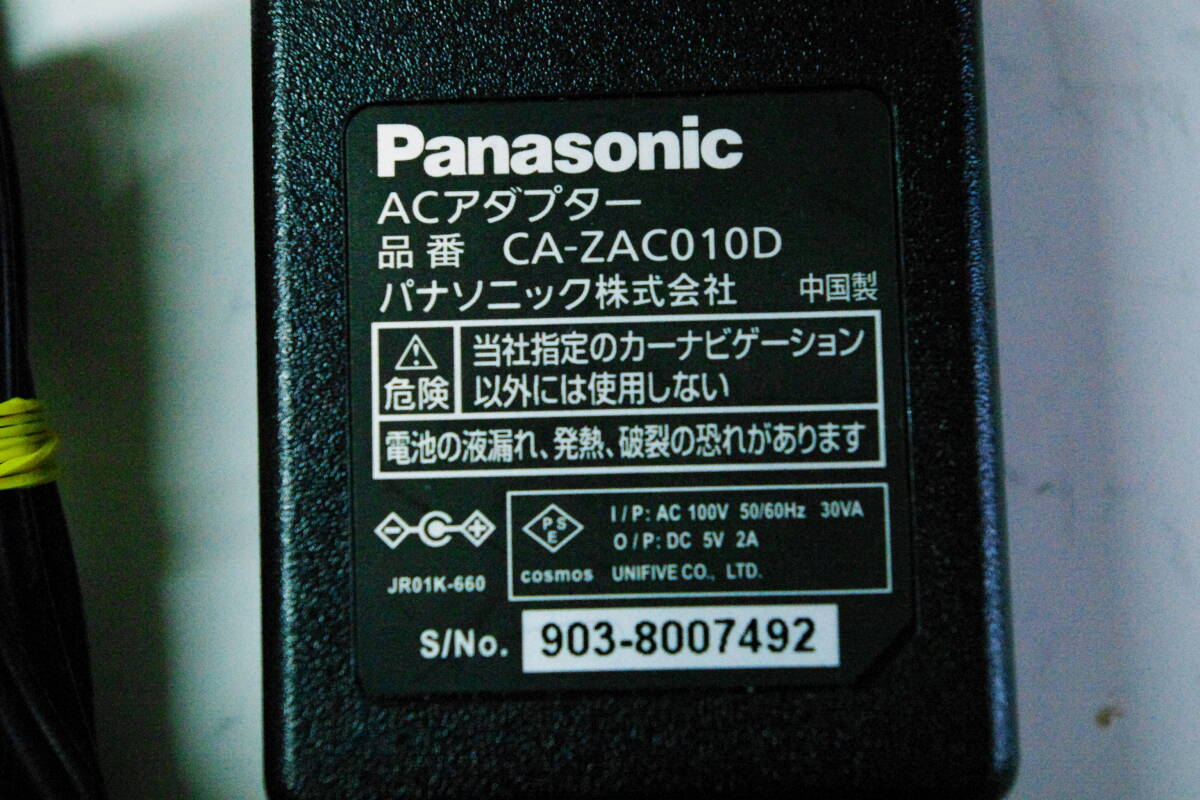 Panasonic
ACアダプター
品番 CA-ZAC010D
パナソニック株式会社 中国製
危険
当社指定のカーナビゲーション
以外には使用しない
電池の液漏れ、発熱、破裂の恐れがあります
PSE
I/P: AC 100V 50/60Hz 30VA
O/P: DC 5V 2A
cosmos UNIFIVE CO., LTD.
JR01K-660
S/No. 903-8007492